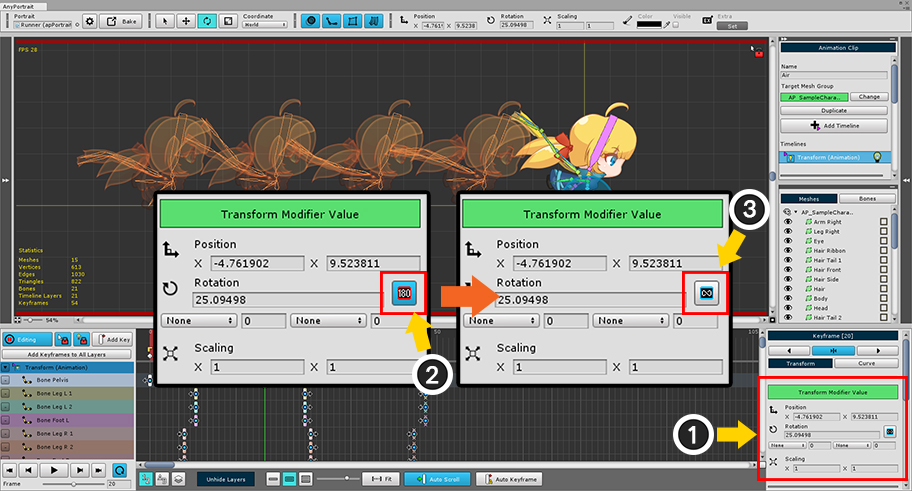 AnyPortrait
Portrait
Runner (apPortrait)
Bake
Coordinate
World
Position
-4.7619
9.5238
Rotation
25.09498
Scaling
1
1
Color
Visible
Extra
Set
FPS 28
Animation Clip
Name
Air
Target Mesh Group
AP_SampleChara..
Change
Duplicate
Add Timeline
Timelines
Transform (Animation)
Meshes
Bones
AP_SampleChara..
Arm Right
Leg Right
Eye
Hair Ribbon
Hair Tail 1
Hair Front
Hair Side
Hair
Body
Head
Hair Tail 2
Statistics
Meshes 15
Vertices 613
Edges 1030
Triangles 822
Bones 21
Timeline Layers 21
Keyframes 54
54%
Transform Modifier Value
Position
X -4.761902 X 9.523811
Rotation
25.09498
180
None 0 None 0
Scaling
X 1 X 1
2
Transform Modifier Value
3
Position
X -4.761902 X 9.523811
Rotation
25.09498
∞
None 0 None 0
Scaling
X 1 X 1
Editing
Add Key
Add Keyframes to All Layers
Transform (Animation)
Bone Pelvis
Bone Leg L 1
Bone Leg L 2
Bone Foot L
Bone Leg R 1
Bone Leg R 2
Frame
20
0
50
105
Unhide Layers
Fit
Auto Scroll
Auto Keyframe
Keyframe [20]
Transform
Curve
1
Transform Modifier Value
Position
X -4.761902 X 9.523811
Rotation
25.09498
∞
None 0 None 0
Scaling
X 1 X 1